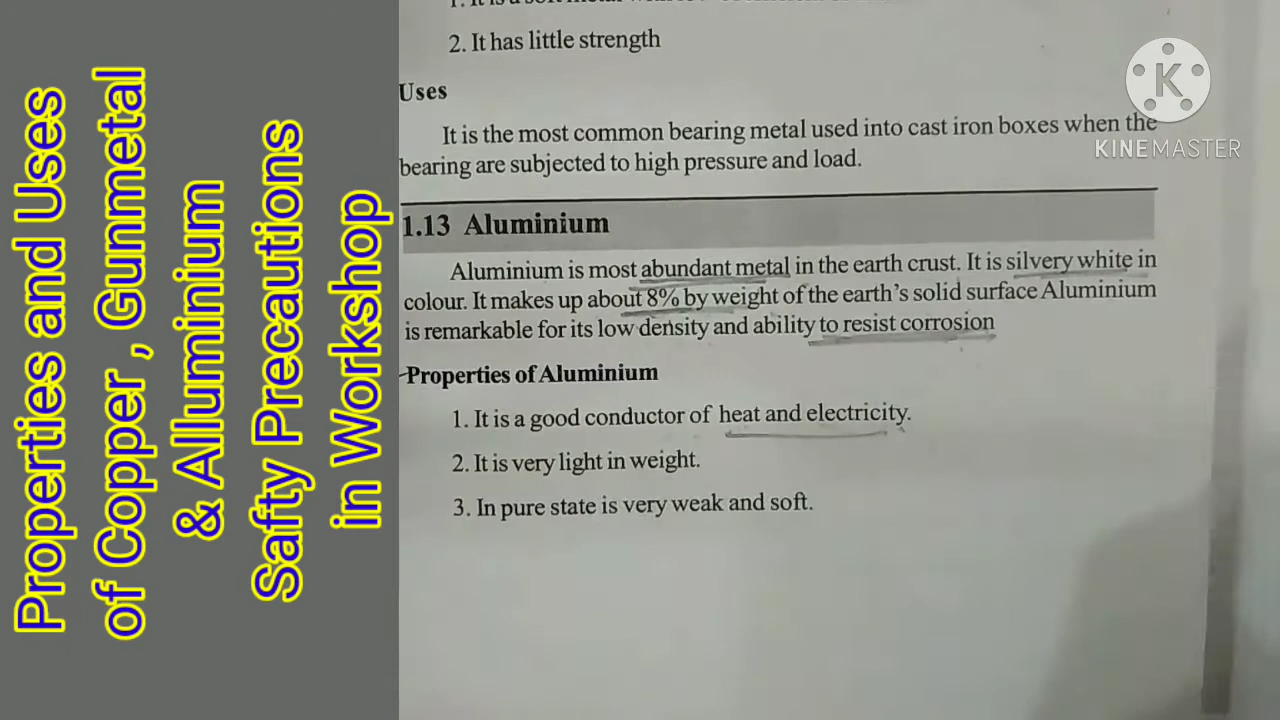 Properties and Uses
of Copper , Gunmetal
& Alluminium
Safty Precautions
in Workshop
2. It has little strength
Uses
It is the most common bearing metal used into cast iron boxes when the
bearing are subjected to high pressure and load.
1.13 Aluminium
Aluminium is most abundant metal in the earth crust. It is silvery white in
colour. It makes up about 8% by weight of the earth's solid surface Aluminium
is remarkable for its low density and ability to resist corrosion
Properties of Aluminium
1. It is a good conductor of heat and electricity.
2. It is very light in weight.
3. In pure state is very weak and soft.
K
KINEMASTER